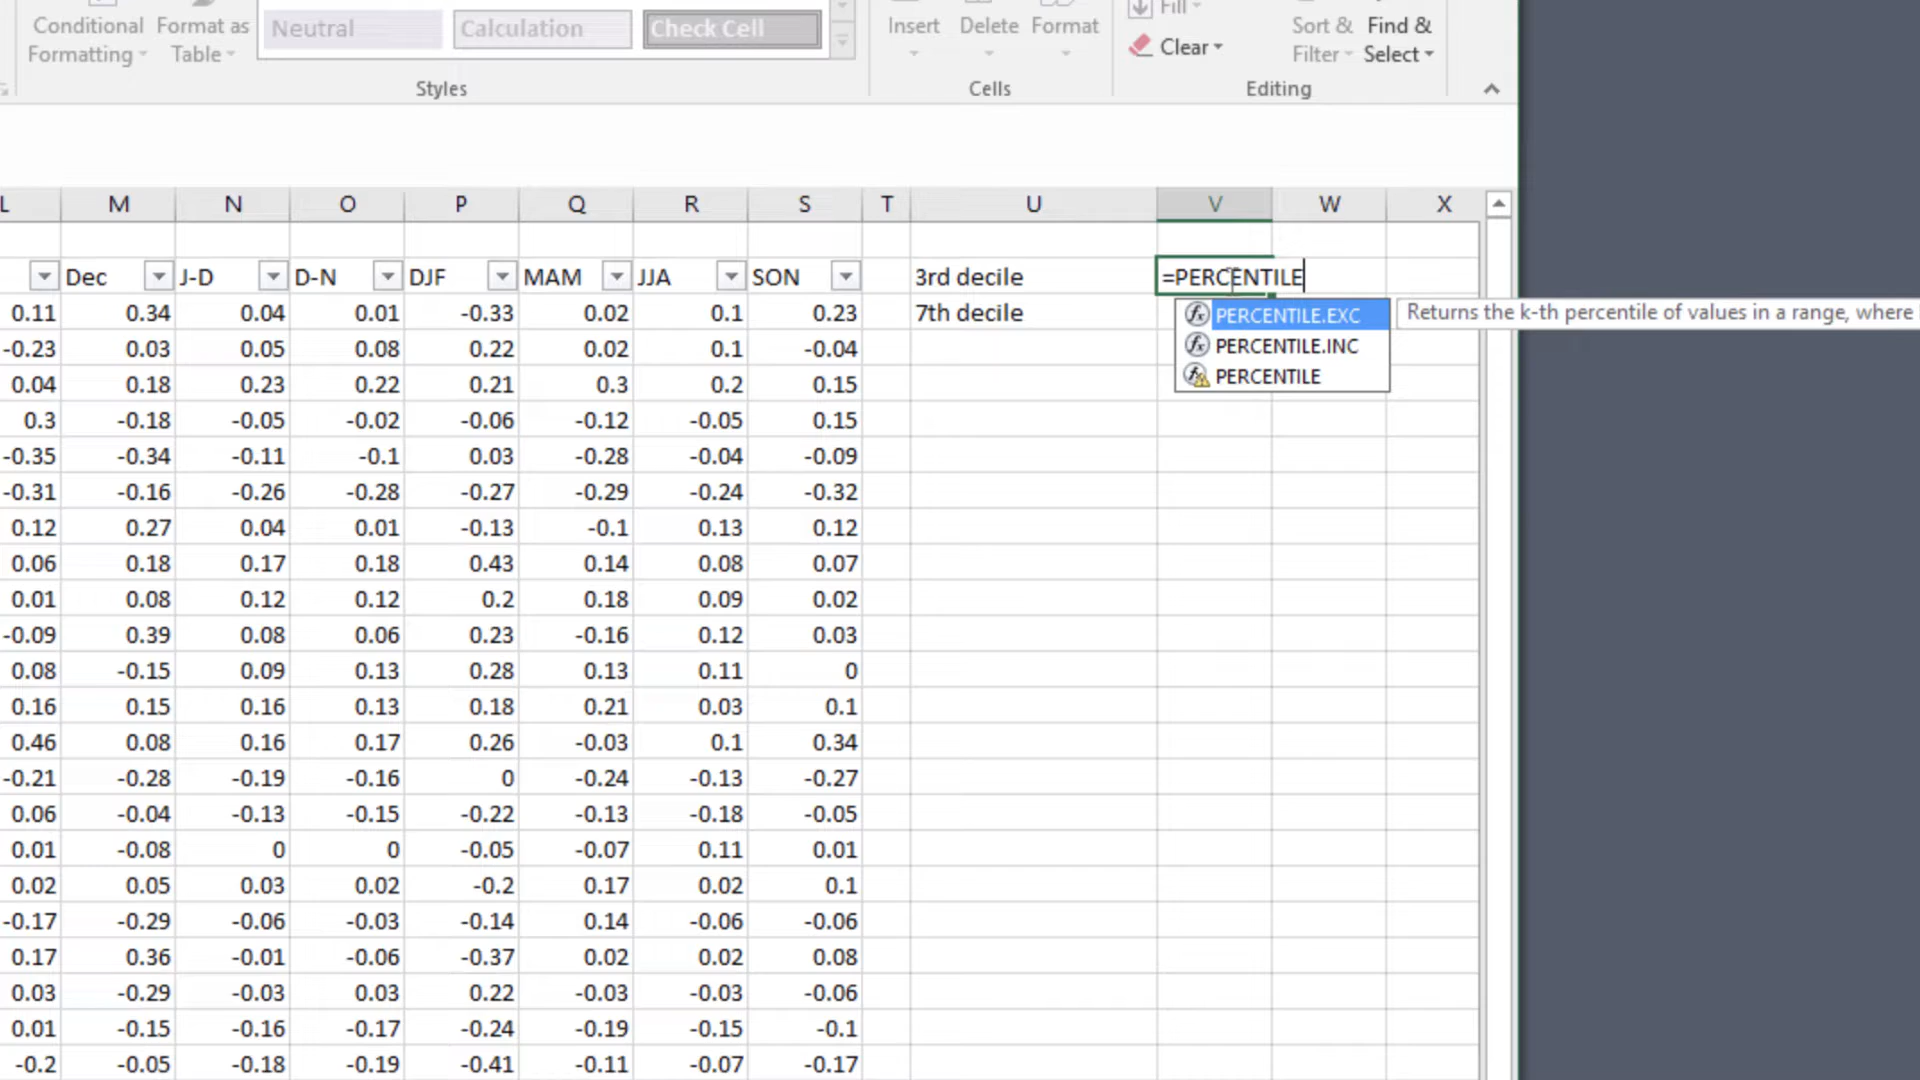 Conditional Format as
Formatting Table
Neutral Calculation Check Cell
Styles
Insert Delete Format
Cells
Fill
Clear
Sort & Find &
Filter Select
Editing
L M N O P Q R S T U V W X
Dec J-D D-N DJF MAM JJA SON 3rd decile =PERCENTILE
0.11 0.34 0.04 0.01 -0.33 0.02 0.1 0.23 7th decile
PERCENTILE.EXC Returns the k-th percentile of values in a range, where
PERCENTILE.INC
PERCENTILE
-0.23 0.03 0.05 0.08 0.22 0.02 0.1 -0.04
0.04 0.18 0.23 0.22 0.21 0.3 0.2 0.15
0.3 -0.18 -0.05 -0.02 -0.06 -0.12 -0.05 0.15
-0.35 -0.34 -0.11 -0.1 0.03 -0.28 -0.04 -0.09
-0.31 -0.16 -0.26 -0.28 -0.27 -0.29 -0.24 -0.32
0.12 0.27 0.04 0.01 -0.13 -0.1 0.13 0.12
0.06 0.18 0.17 0.18 0.43 0.14 0.08 0.07
0.01 0.08 0.12 0.12 0.2 0.18 0.09 0.02
-0.09 0.39 0.08 0.06 0.23 -0.16 0.12 0.03
0.08 -0.15 0.09 0.13 0.28 0.13 0.11 0
0.16 0.15 0.16 0.13 0.18 0.21 0.03 0.1
0.46 0.08 0.16 0.17 0.26 -0.03 0.1 0.34
-0.21 -0.28 -0.19 -0.16 0 -0.24 -0.13 -0.27
0.06 -0.04 -0.13 -0.15 -0.22 -0.13 -0.18 -0.05
0.01 -0.08 0 0 -0.05 -0.07 0.11 0.01
0.02 0.05 0.03 0.02 -0.2 0.17 0.02 0.1
-0.17 -0.29 -0.06 -0.03 -0.14 0.14 -0.06 -0.06
0.17 0.36 -0.01 -0.06 -0.37 0.02 0.02 0.08
0.03 -0.29 -0.03 0.03 0.22 -0.03 -0.03 -0.06
0.01 -0.15 -0.16 -0.17 -0.24 -0.19 -0.15 -0.1
-0.2 -0.05 -0.18 -0.19 -0.41 -0.11 -0.07 -0.17